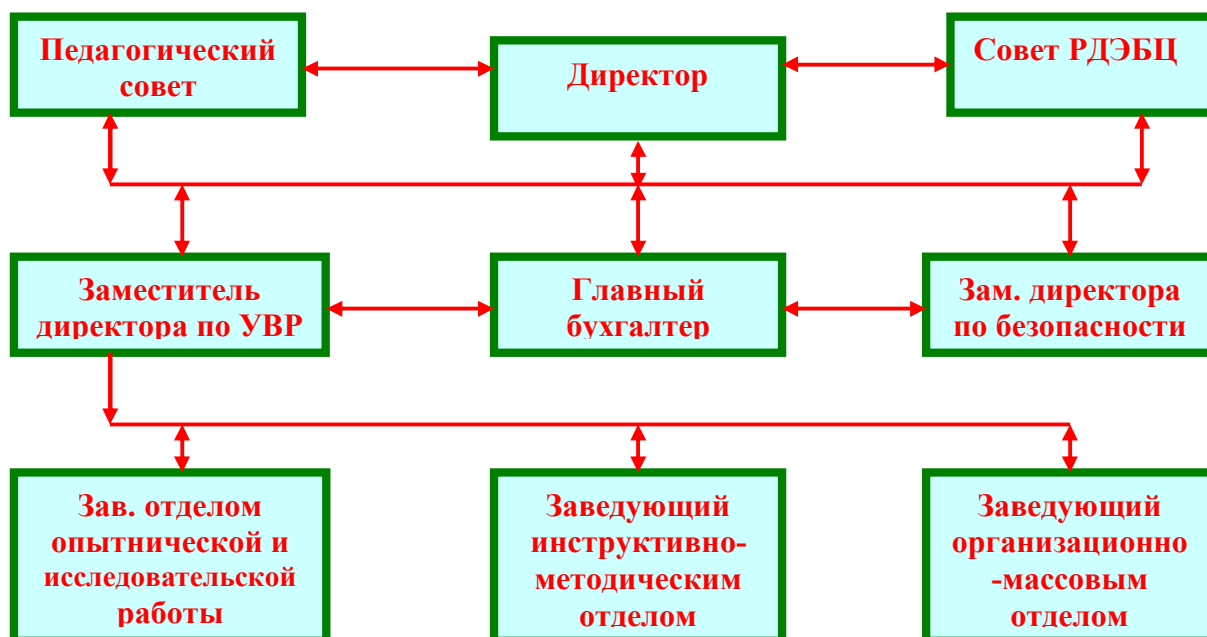 Педагогический
совет
Директор
Совет РДЭБЦ
Заместитель
директора по УВР
Главный
бухгалтер
Зам. директора
по безопасности
Зав. отделом
опытнической и
исследовательской
работы
Заведующий
инструктивно-
методическим
отделом
Заведующий
организационно
-массовым
отделом